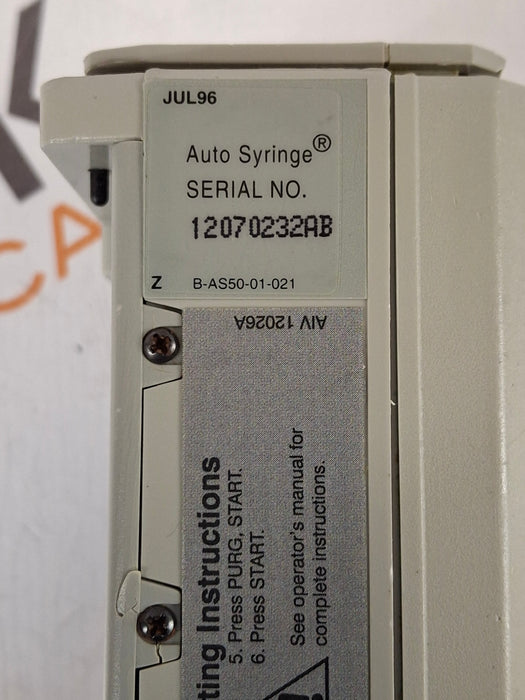 JUL96
Auto Syringe®
SERIAL NO.
12070232AB
Z B-AS50-01-021
AIV 12026A
ting Instructions
5. Press PURG, START.
6. Press START.
See operator's manual for
complete instructions.
CA